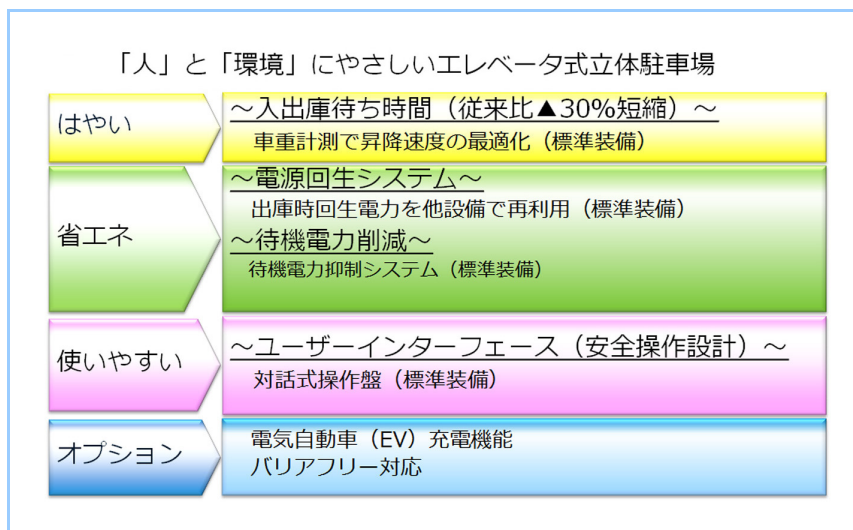 「人」と「環境」にやさしいエレベータ式立体駐車場
はやい
～入出庫待ち時間（従来比▲30%短縮）～
車重計測で昇降速度の最適化（標準装備）
省エネ
～電源回生システム～
出庫時回生電力を他設備で再利用（標準装備）
～待機電力削減～
待機電力抑制システム（標準装備）
使いやすい
～ユーザーインターフェース（安全操作設計）～
対話式操作盤（標準装備）
オプション
電気自動車（EV）充電機能
バリアフリー対応